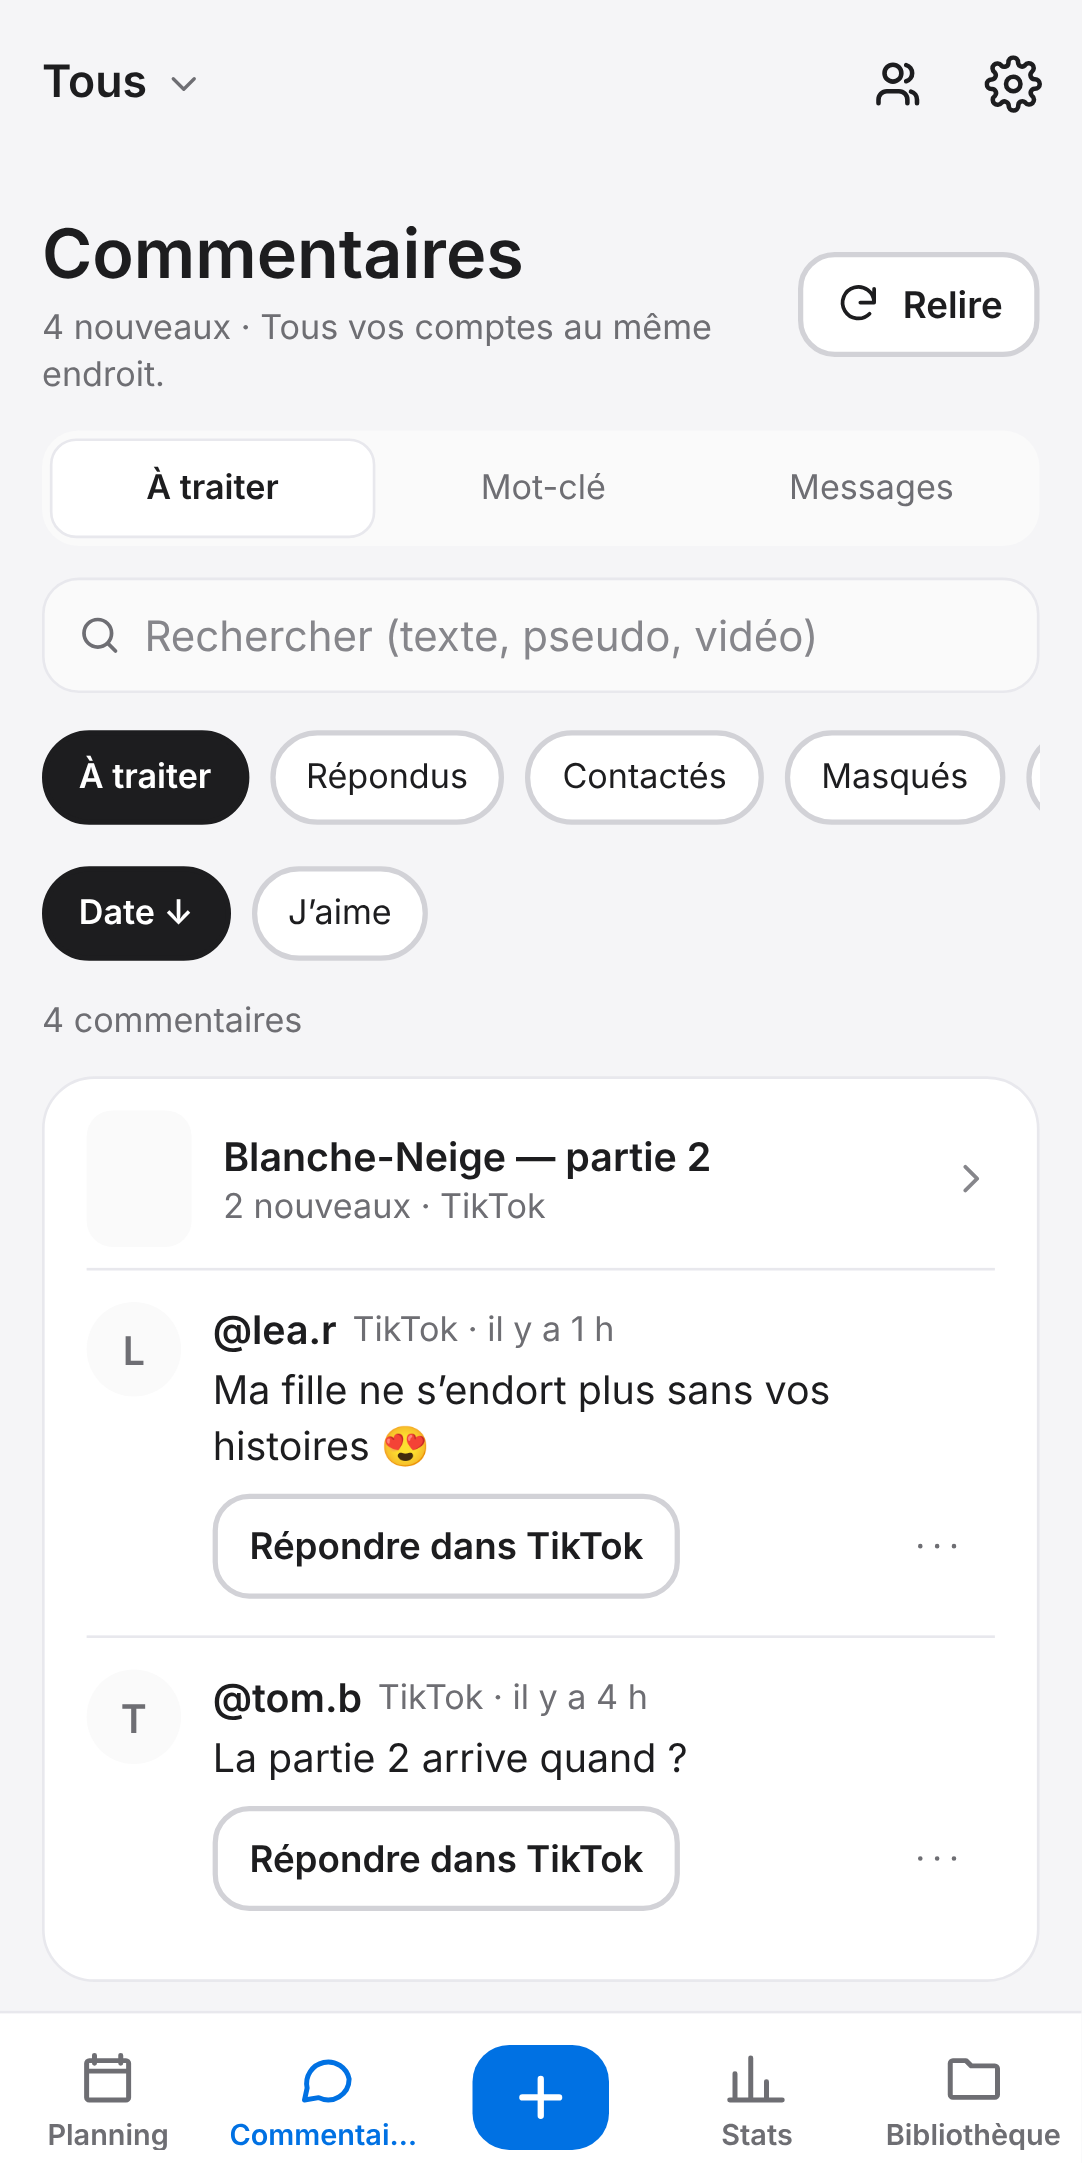 Tous
Commentaires
4 nouveaux · Tous vos comptes au même
endroit.
Relire
À traiter
Mot-clé
Messages
Rechercher (texte, pseudo, vidéo)
À traiter
Répondus
Contactés
Masqués
Date ↓
J’aime
4 commentaires
Blanche-Neige — partie 2
2 nouveaux · TikTok
L
@lea.r TikTok · il y a 1 h
Ma fille ne s’endort plus sans vos
histoires 😍
Répondre dans TikTok
···
T
@tom.b TikTok · il y a 4 h
La partie 2 arrive quand ?
Répondre dans TikTok
···
Planning
Commentai…
Stats
Bibliothèque